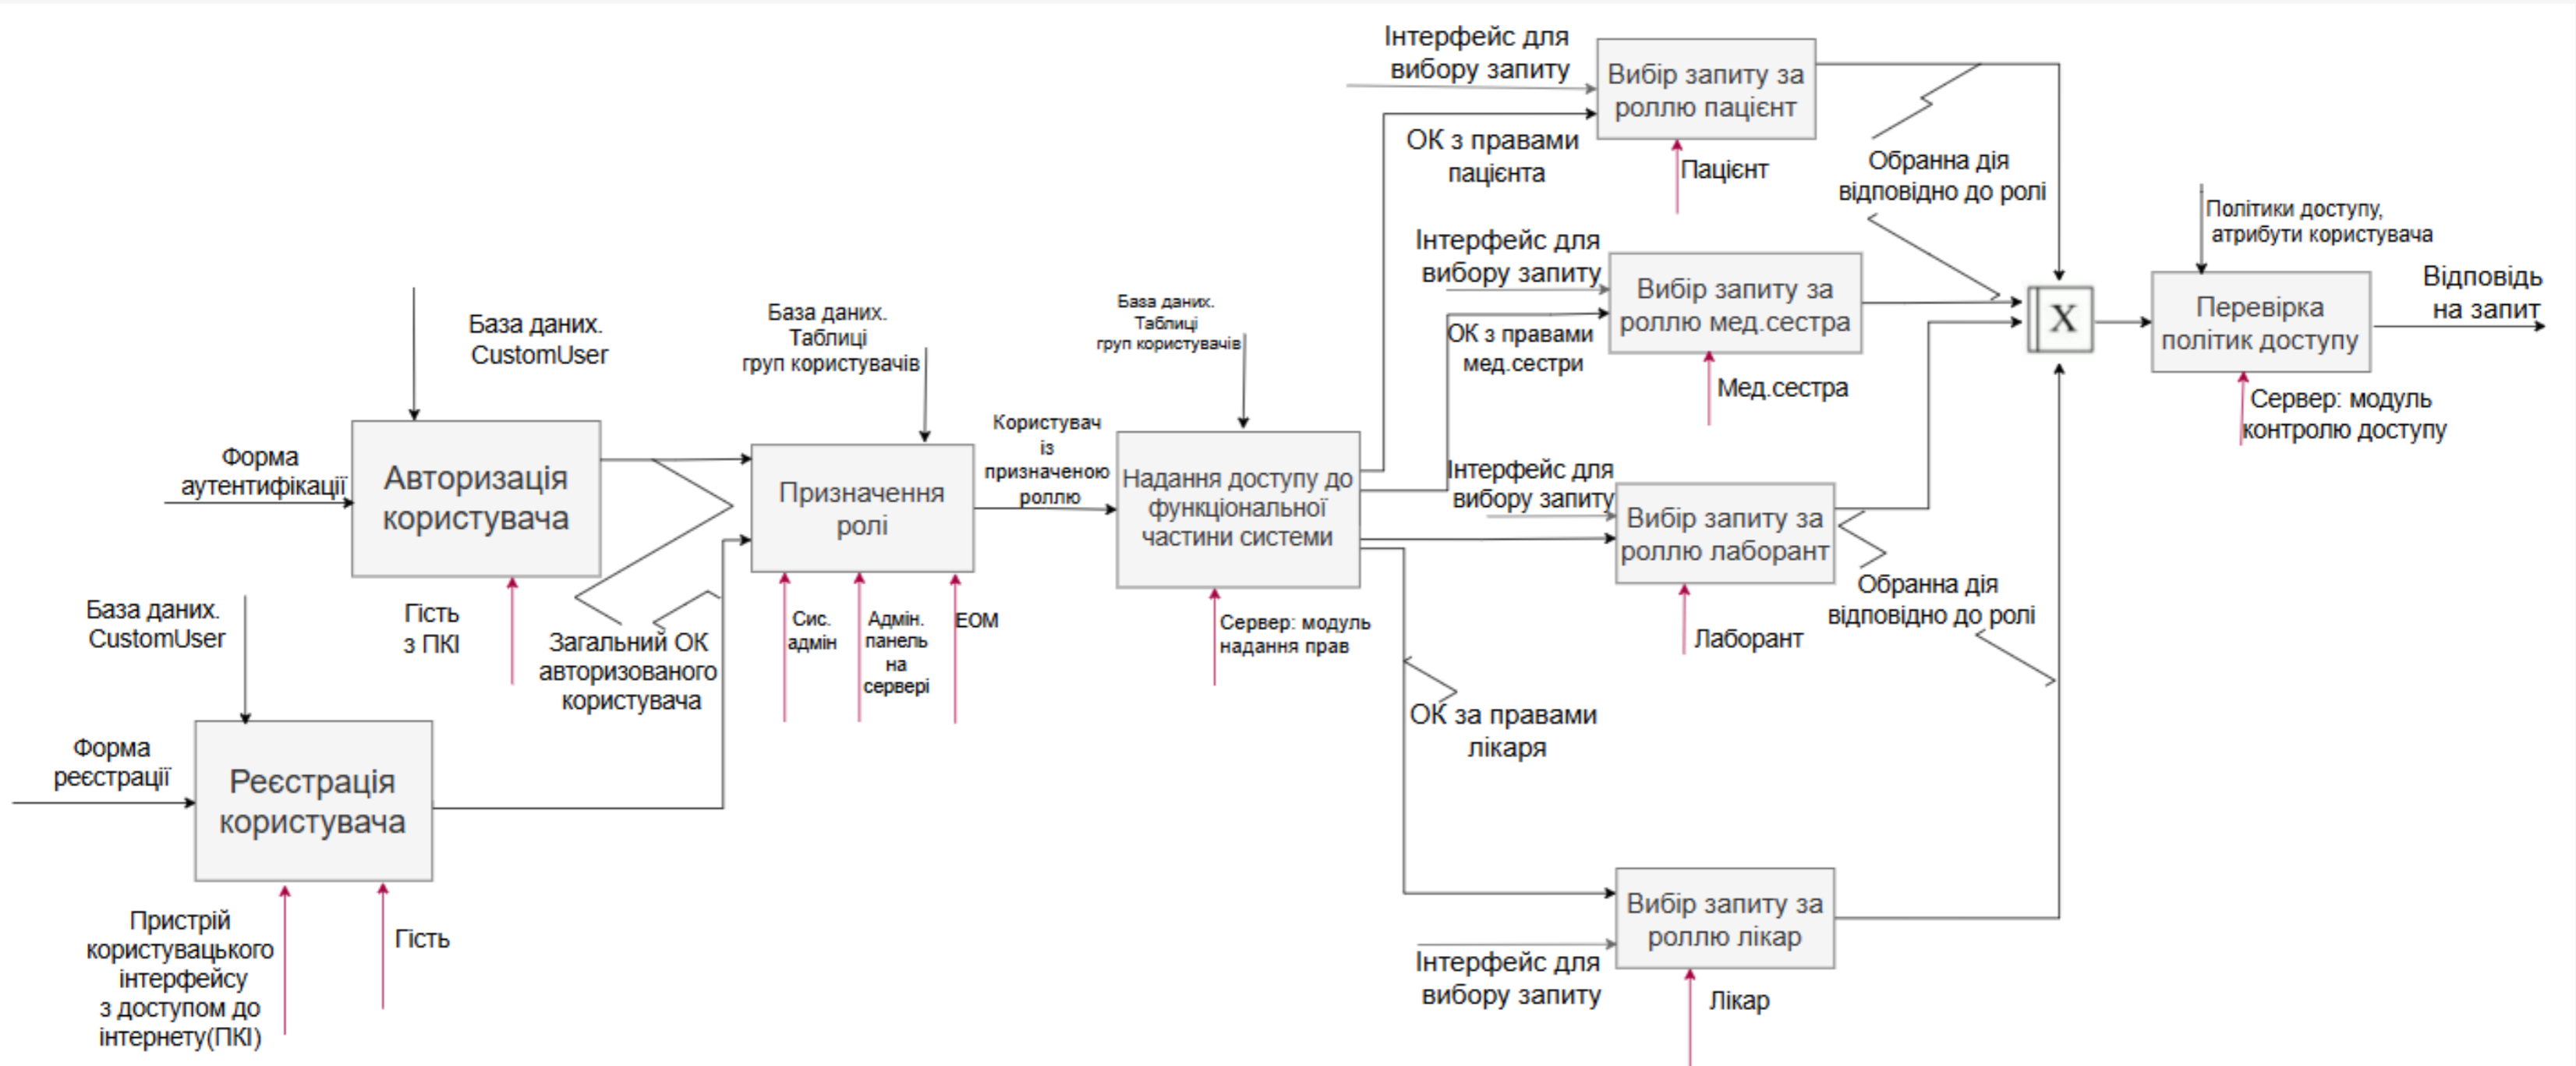 Форма
аутентифікації
База даних.
CustomUser
Авторизація
користувача
Гість
з ПКІ
База даних.
CustomUser
Форма
реєстрації
Реєстрація
користувача
Пристрій
користувацького
інтерфейсу
з доступом до
інтернету(ПКІ)
Гість
Загальний ОК
авторизованого
користувача
База даних.
Таблиці
груп користувачів
Призначення
ролі
Сис.
адмін
Адмін.
панель
на
сервері
ЕОМ
Користувач
із
призначеною
роллю
База даних.
Таблиці
груп користувачів
Надання доступу до
функціональної
частини системи
Сервер: модуль
надання прав
Інтерфейс для
вибору запиту
ОК з правами
пацієнта
Вибір запиту за
роллю пацієнт
Пацієнт
Обранна дія
відповідно до ролі
Інтерфейс для
вибору запиту
ОК з правами
мед.сестри
Вибір запиту за
роллю мед.сестра
Мед.сестра
Інтерфейс для
вибору запиту
Вибір запиту за
роллю лаборант
Лаборант
Обранна дія
відповідно до ролі
ОК за правами
лікаря
Вибір запиту за
роллю лікар
Інтерфейс для
вибору запиту
Лікар
X
Політики доступу,
атрибути користувача
Перевірка
політик доступу
Сервер: модуль
контролю доступу
Відповідь
на запит